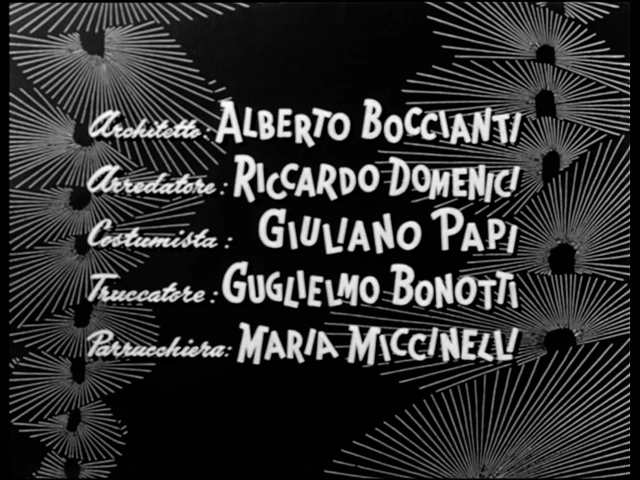 Architetto: ALBERTO BOCCIANTI
Arredatore: RICCARDO DOMENICI
Costumista: GIULIANO PAPI
Truccatore: GUGLIELMO BONOTTI
Parrucchiera: MARIA MICCINELLI